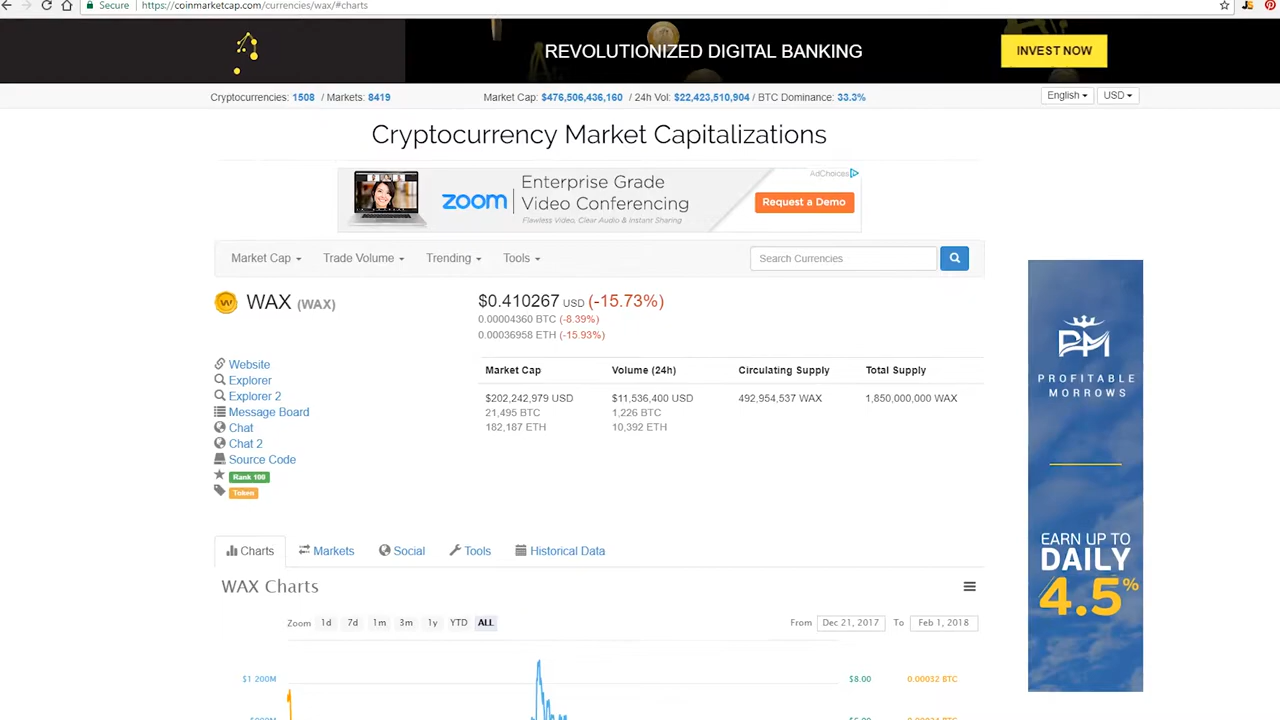 Secure
https://coinmarketcap.com/currencies/wax/#charts
REVOLUTIONIZED DIGITAL BANKING
INVEST NOW
Cryptocurrencies: 1508 / Markets: 8419
Market Cap: $476,506,436,160 / 24h Vol: $22,423,510,904 / BTC Dominance: 33.3%
English
USD
Cryptocurrency Market Capitalizations
AdChoices
zoom
Enterprise Grade
Video Conferencing
Flawless Video, Clear Audio & Instant Sharing
Request a Demo
Market Cap
Trade Volume
Trending
Tools
Search Currencies
WAX (WAX)
$0.410267 USD (-15.73%)
0.00004360 BTC (-8.39%)
0.00036958 ETH (-15.93%)
Website
Explorer
Explorer 2
Message Board
Chat
Chat 2
Source Code
Rank 100
Token
Market Cap Volume (24h) Circulating Supply Total Supply
$202,242,979 USD $11,536,400 USD 492,954,537 WAX 1,850,000,000 WAX
21,495 BTC 1,226 BTC
182,187 ETH 10,392 ETH
PM
PROFITABLE
MORROWS
EARN UP TO
DAILY
4.5%
Charts
Markets
Social
Tools
Historical Data
WAX Charts
Zoom 1d 7d 1m 3m 1y YTD ALL
From Dec 21, 2017 To Feb 1, 2018
$1 200M
$8.00
0.00032 BTC